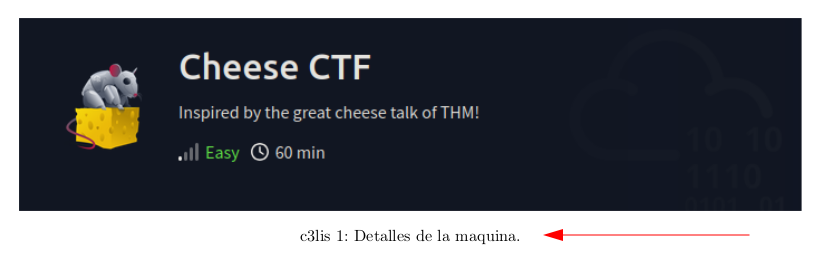 Cheese CTF
Inspired by the great cheese talk of THM!
Easy 60 min
10 10
1110
0101 01
c3lis 1: Detalles de la maquina.